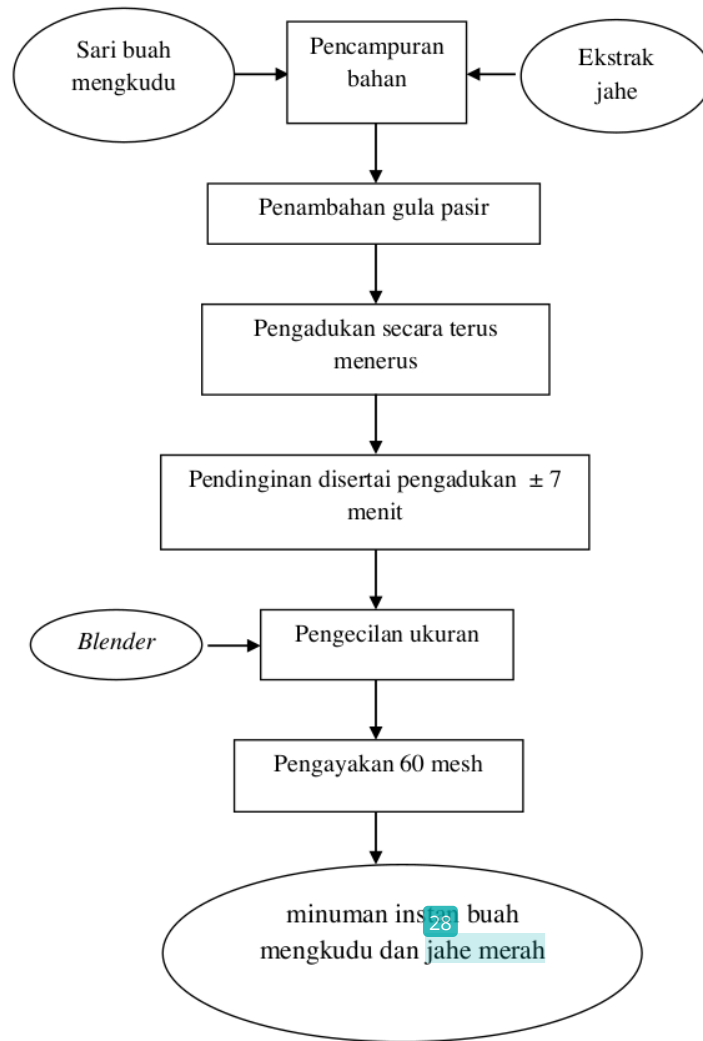 Sari buah
mengkudu
Pencampuran
bahan
Ekstrak
jahe
Penambahan gula pasir
Pengadukan secara terus
menerus
Pendinginan disertai pengadukan ± 7
menit
Blender
Pengecilan ukuran
Pengayakan 60 mesh
minuman instan buah
28
mengkudu dan jahe merah